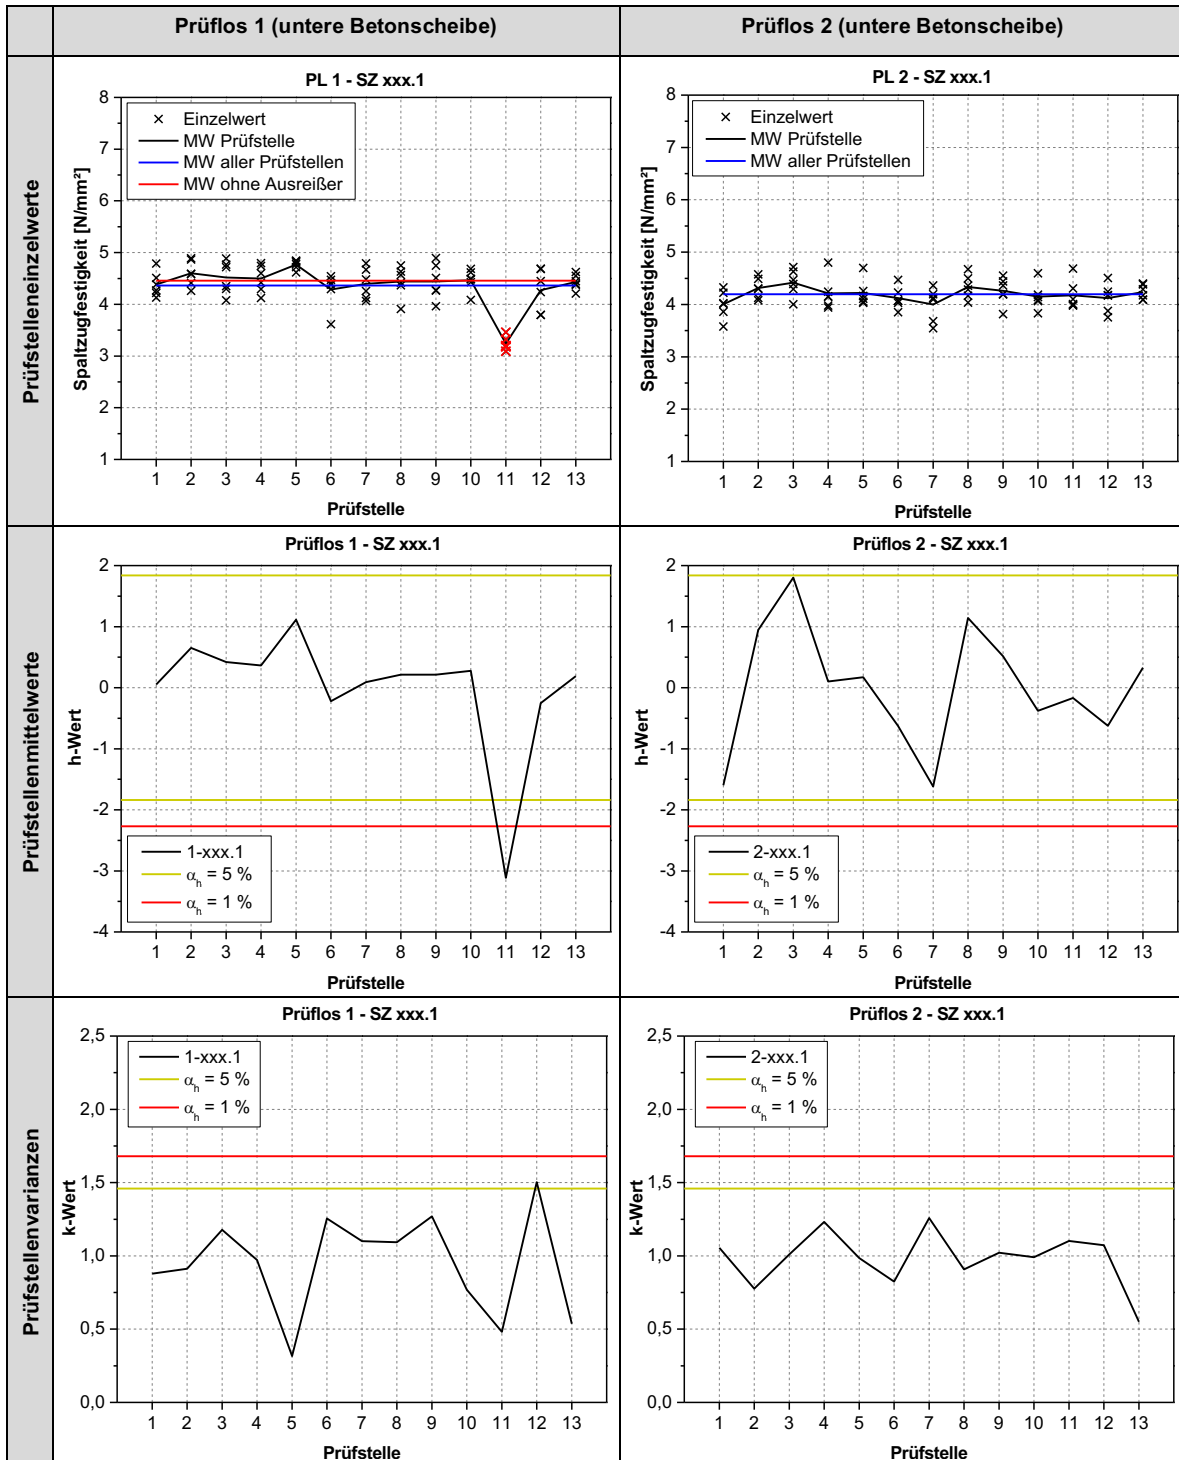 Prüflos 1 (untere Betonscheibe)
Prüflos 2 (untere Betonscheibe)
Prüfstelleneinzelwerte
PL 1 - SZ xxx.1
Spaltzugfestigkeit [N/mm²]
8
7
6
5
4
3
2
1
Einzelwert
MW Prüfstelle
MW aller Prüfstellen
MW ohne Ausreißer
1 2 3 4 5 6 7 8 9 10 11 12 13
Prüfstelle
PL 2 - SZ xxx.1
Spaltzugfestigkeit [N/mm²]
8
7
6
5
4
3
2
1
Einzelwert
MW Prüfstelle
MW aller Prüfstellen
1 2 3 4 5 6 7 8 9 10 11 12 13
Prüfstelle
Prüfstellenmittelwerte
Prüflos 1 - SZ xxx.1
h-Wert
2
1
0
-1
-2
-3
-4
1-xxx.1
αh = 5 %
αh = 1 %
1 2 3 4 5 6 7 8 9 10 11 12 13
Prüfstelle
Prüflos 2 - SZ xxx.1
h-Wert
2
1
0
-1
-2
-3
-4
2-xxx.1
αh = 5 %
αh = 1 %
1 2 3 4 5 6 7 8 9 10 11 12 13
Prüfstelle
Prüfstellenvarianzen
Prüflos 1 - SZ xxx.1
k-Wert
2,5
2,0
1,5
1,0
0,5
0,0
1-xxx.1
αh = 5 %
αh = 1 %
1 2 3 4 5 6 7 8 9 10 11 12 13
Prüfstelle
Prüflos 2 - SZ xxx.1
k-Wert
2,5
2,0
1,5
1,0
0,5
0,0
2-xxx.1
αh = 5 %
αh = 1 %
1 2 3 4 5 6 7 8 9 10 11 12 13
Prüfstelle